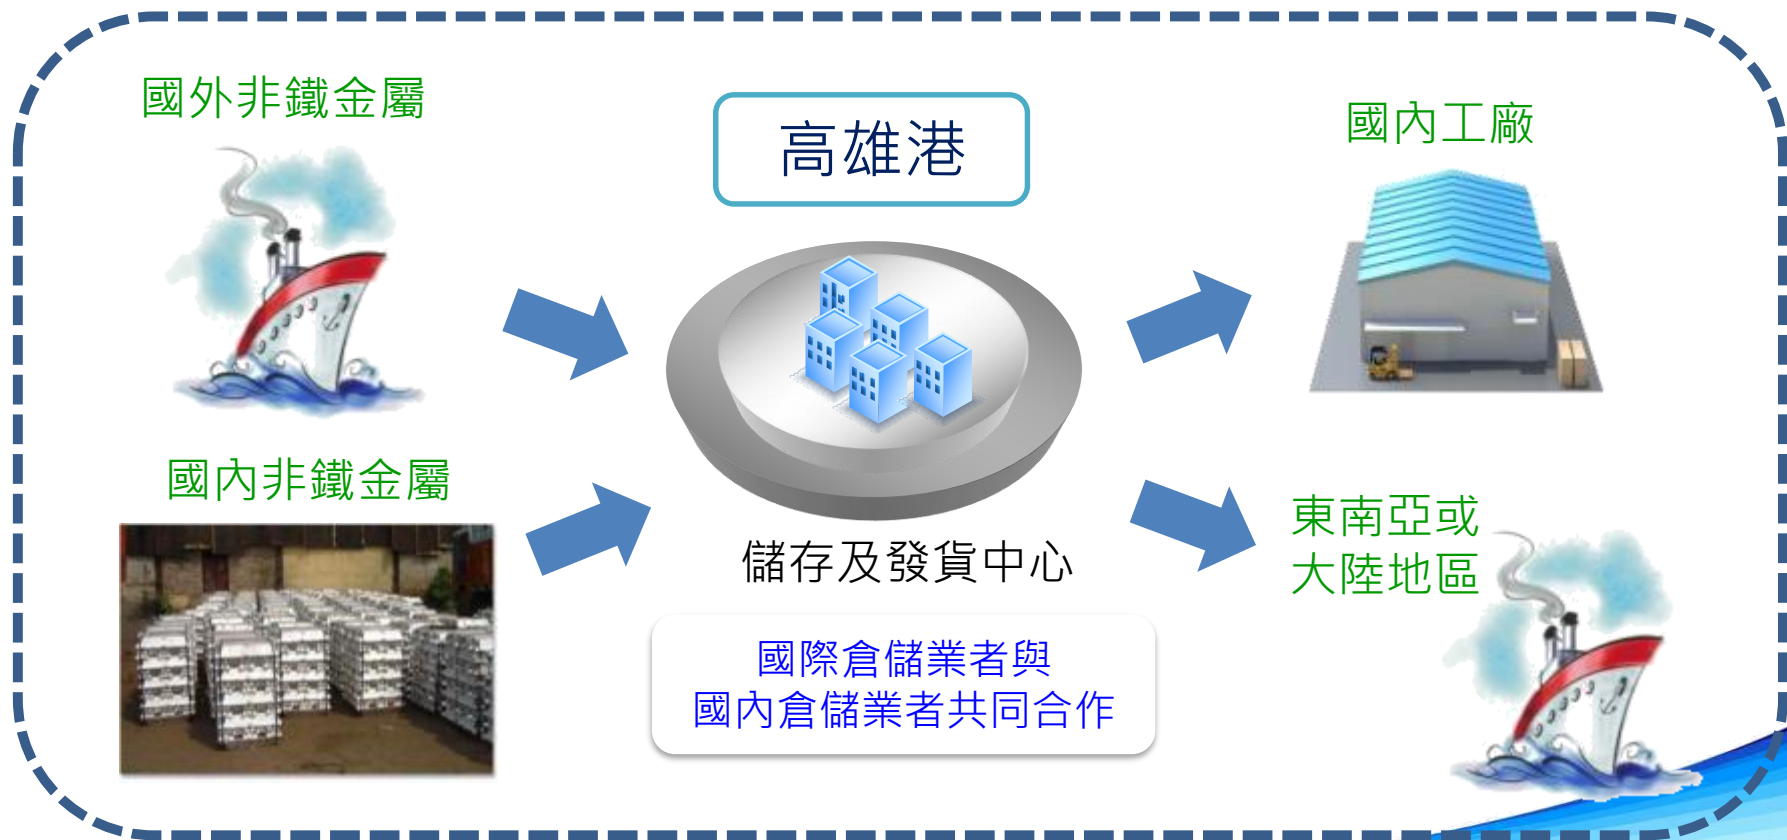 國外非鐵金屬
高雄港
國內工廠
國內非鐵金屬
儲存及發貨中心
東南亞或
大陸地區
國際倉儲業者與
國內倉儲業者共同合作